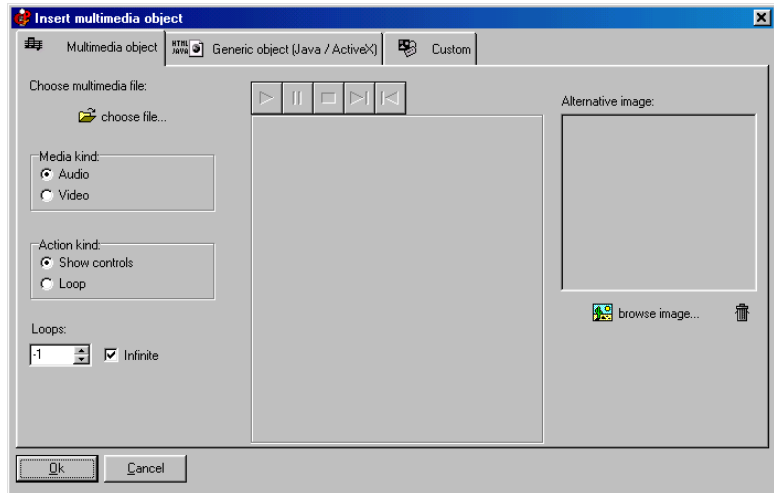 Insert multimedia object
Multimedia object
HTML JAVA Generic object (Java / ActiveX)
Custom
Choose multimedia file:
choose file...
Media kind:
Audio
Video
Action kind:
Show controls
Loop
Loops:
-1 Infinite
Alternative image:
browse image...
Ok Cancel